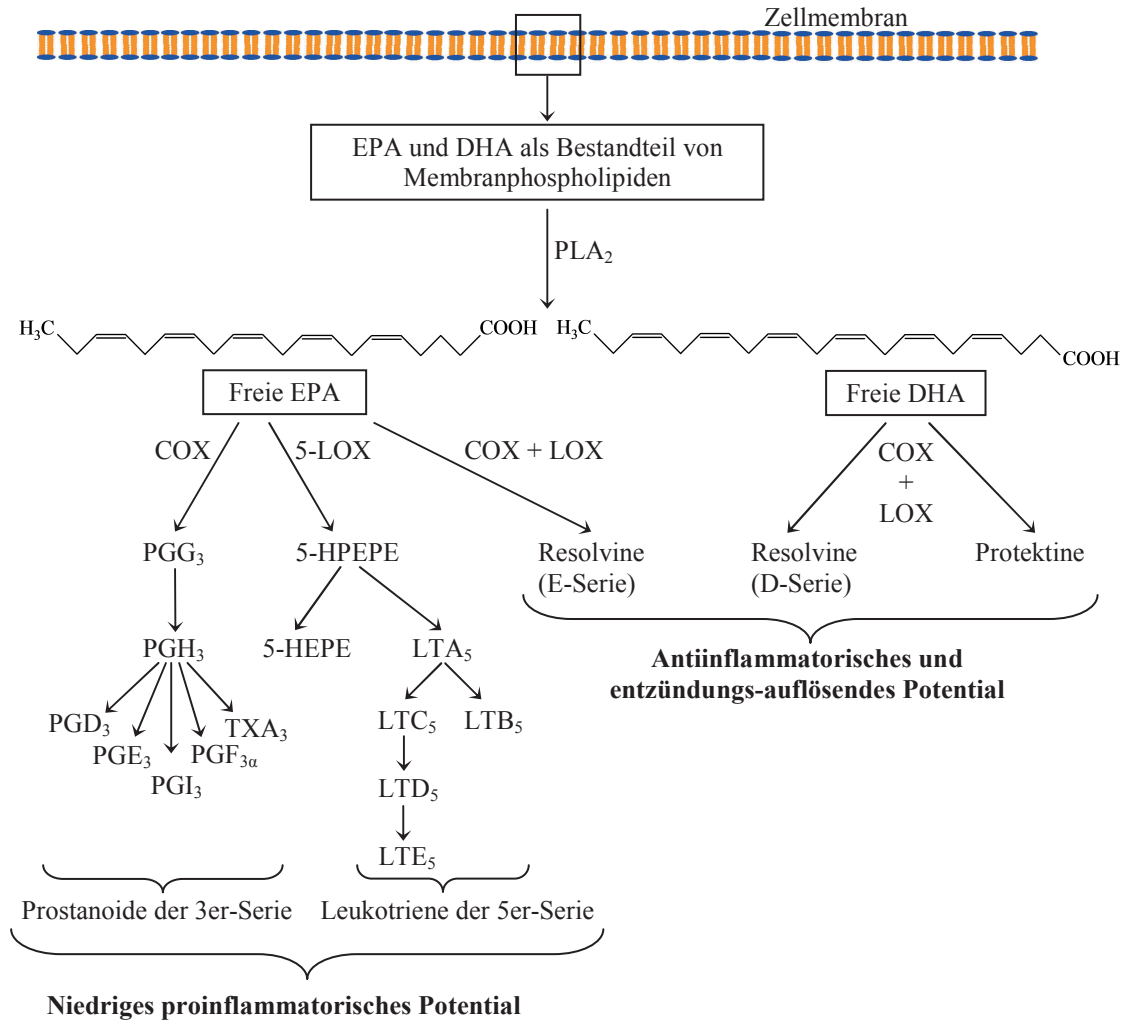 Zellmembran
EPA und DHA als Bestandteil von
Membranphospholipiden
PLA₂
H₃C COOH H₃C COOH
Freie EPA Freie DHA
COX 5-LOX COX + LOX COX
+
LOX
PGG₃ 5-HPEPE Resolvine Resolvine Protektine
(E-Serie) (D-Serie)
PGH₃ 5-HEPE LTA₅
Antiinflammatorisches und
entzündungs-auflösendes Potential
PGD₃ TXA₃ LTC₅ LTB₅
PGE₃ PGF₃α
PGI₃ LTD₅
LTE₅
Prostanoide der 3er-Serie Leukotriene der 5er-Serie
Niedriges proinflammatorisches Potential